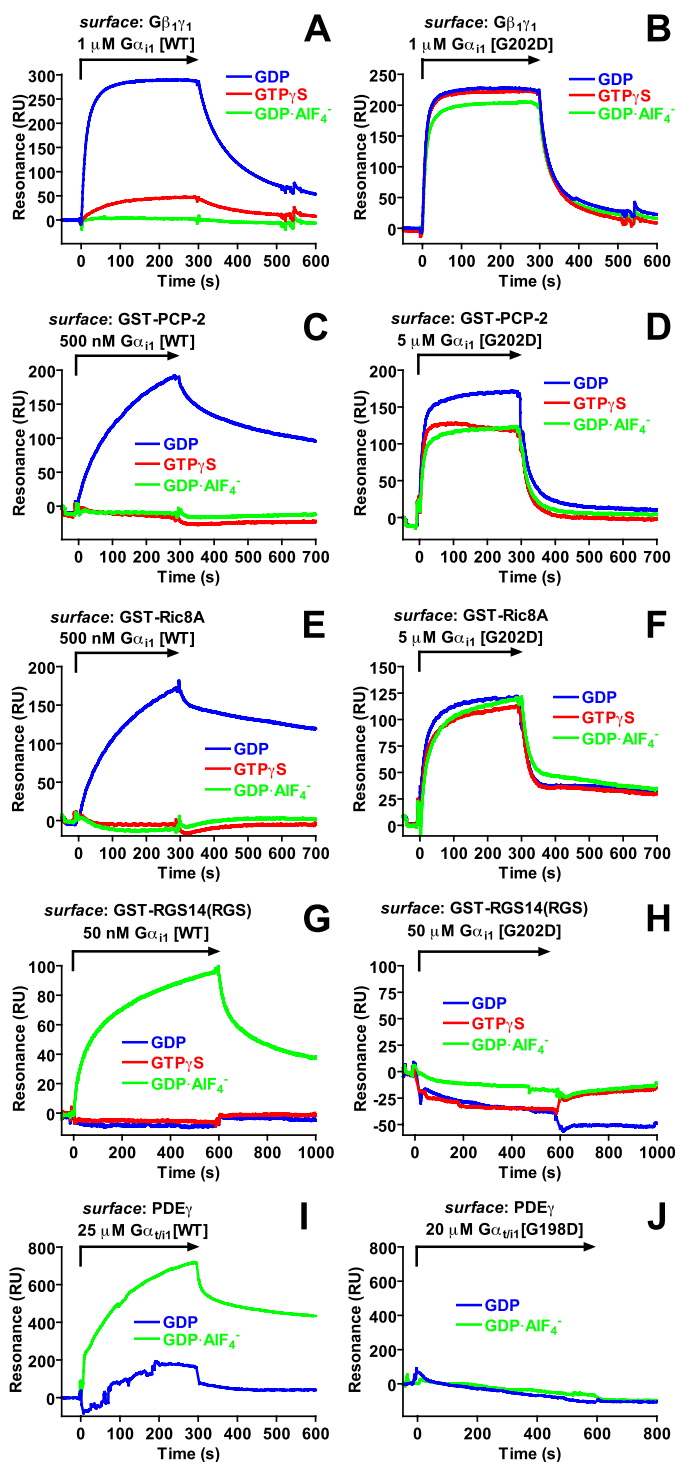 surface: Gβ1γ1
1 μM Gαi1 [WT]
A
GDP
GTPγS
GDP·AlF4-
Resonance (RU)
300
250
200
150
100
50
0
0 100 200 300 400 500 600
Time (s)
surface: Gβ1γ1
1 μM Gαi1 [G202D]
B
GDP
GTPγS
GDP·AlF4-
Resonance (RU)
250
200
150
100
50
0
0 100 200 300 400 500 600
Time (s)
surface: GST-PCP-2
500 nM Gαi1 [WT]
C
GDP
GTPγS
GDP·AlF4-
Resonance (RU)
200
150
100
50
0
0 100 200 300 400 500 600 700
Time (s)
surface: GST-PCP-2
5 μM Gαi1 [G202D]
D
GDP
GTPγS
GDP·AlF4-
Resonance (RU)
200
150
100
50
0
0 100 200 300 400 500 600 700
Time (s)
surface: GST-Ric8A
500 nM Gαi1 [WT]
E
GDP
GTPγS
GDP·AlF4-
Resonance (RU)
200
150
100
50
0
0 100 200 300 400 500 600 700
Time (s)
surface: GST-Ric8A
5 μM Gαi1 [G202D]
F
GDP
GTPγS
GDP·AlF4-
Resonance (RU)
150
125
100
75
50
25
0
0 100 200 300 400 500 600 700
Time (s)
surface: GST-RGS14(RGS)
50 nM Gαi1 [WT]
G
GDP
GTPγS
GDP·AlF4-
Resonance (RU)
100
80
60
40
20
0
0 200 400 600 800 1000
Time (s)
surface: GST-RGS14(RGS)
50 μM Gαi1 [G202D]
H
GDP
GTPγS
GDP·AlF4-
Resonance (RU)
100
75
50
25
0
-25
-50
0 200 400 600 800 1000
Time (s)
surface: PDEγ
25 μM Gαt/i1[WT]
I
GDP
GDP·AlF4-
Resonance (RU)
800
600
400
200
0
0 100 200 300 400 500 600
Time (s)
surface: PDEγ
20 μM Gαt/i1[G198D]
J
GDP
GDP·AlF4-
Resonance (RU)
800
600
400
200
0
0 200 400 600 800
Time (s)